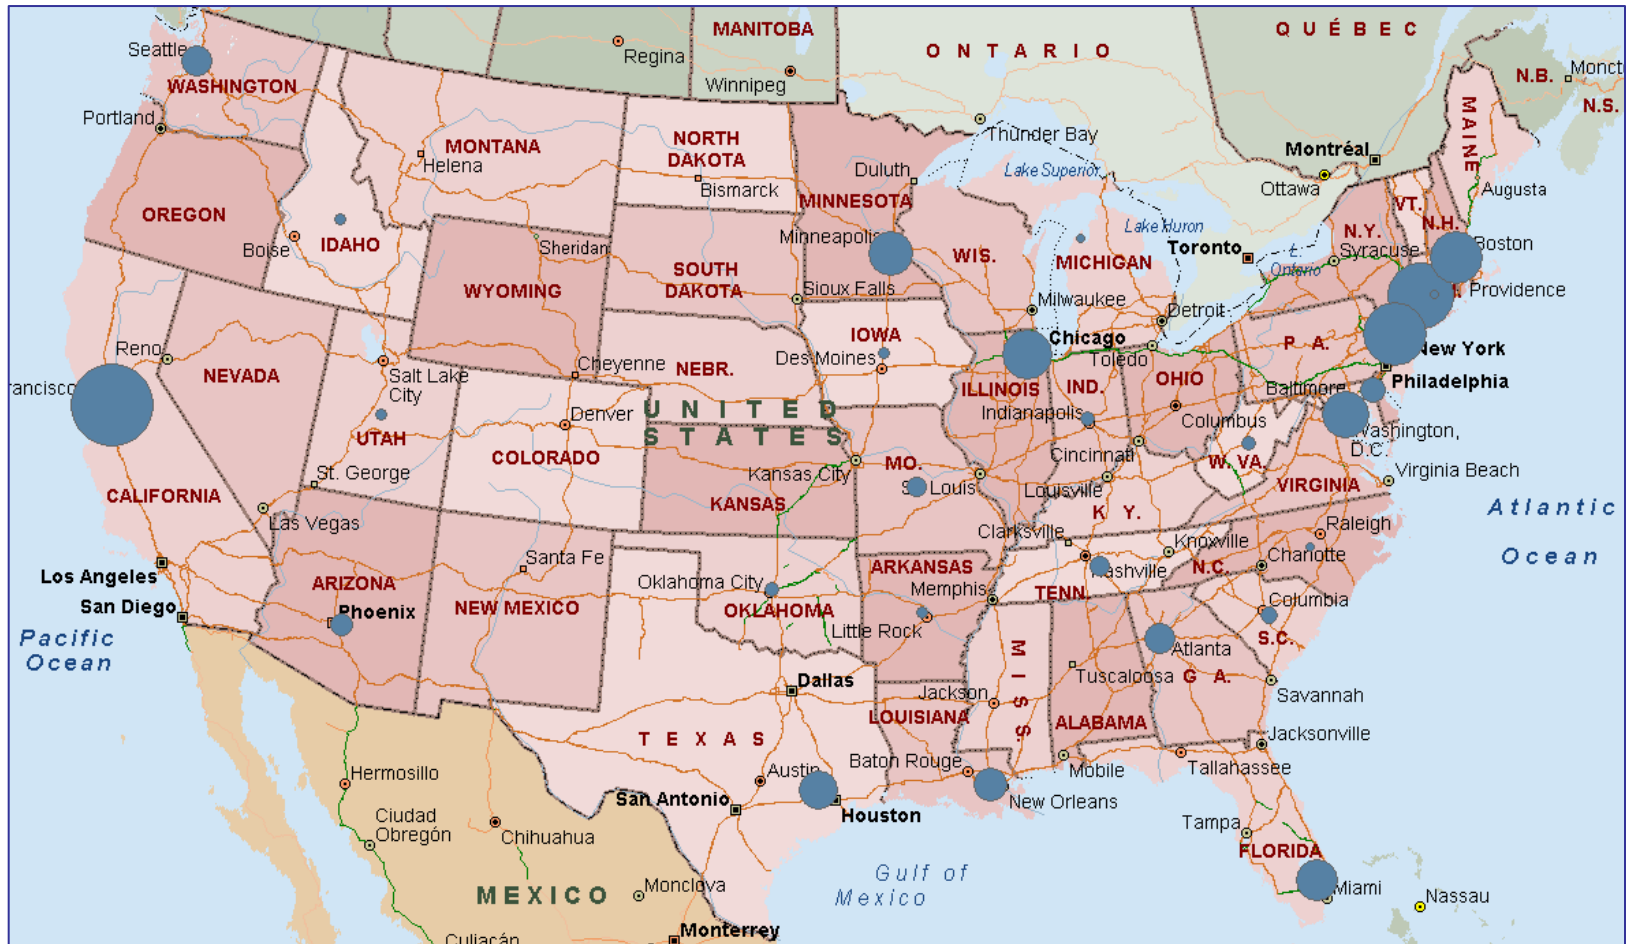 MANITOBA
ONTARIO
QUÉBEC
Seattle
Regina
Winnipeg
N.B.
Monct
N.S.
WASHINGTON
Portland
MONTANA
Helena
NORTH
DAKOTA
Bismarck
Duluth
Thunder Bay
Lake Superior
Montréal
Ottawa
MAINE
Augusta
OREGON
Boise
IDAHO
Sheridan
MINNESOTA
Minneapolis
WIS.
MICHIGAN
Lake Huron
Toronto
L.
Ontario
N.Y.
Syracuse
VT.
N.H.
Boston
WYOMING
SOUTH
DAKOTA
Sioux Falls
Milwaukee
Detroit
Providence
Reno
NEVADA
Salt Lake
City
Cheyenne
NEBR.
IOWA
Des Moines
Chicago
Toledo
P A.
New York
Philadelphia
Baltimore
rancisco
UTAH
St. George
COLORADO
Denver
UNITED
STATES
ILLINOIS
IND.
Indianapolis
OHIO
Columbus
Cincinnati
W. VA.
Washington,
D.C.
CALIFORNIA
Las Vegas
Kansas City
KANSAS
MO.
St Louis
Louisville
K Y.
VIRGINIA
Virginia Beach
Atlantic
Ocean
Los Angeles
San Diego
ARIZONA
Phoenix
Santa Fe
NEW MEXICO
Oklahoma City
OKLAHOMA
ARKANSAS
Memphis
Little Rock
Clarksville
Nashville
Knoxville
TENN.
N.C.
Raleigh
Charlotte
Columbia
S.C.
Pacific
Ocean
Dallas
TEXAS
Austin
San Antonio
Houston
Jackson
LOUISIANA
Baton Rouge
New Orleans
MISS.
Tuscaloosa
ALABAMA
Mobile
Atlanta
G A.
Savannah
Jacksonville
Tallahassee
Tampa
FLORIDA
Miami
Nassau
Hermosillo
Ciudad
Obregón
Chihuahua
MEXICO
Monclova
Monterrey
Culiacán
Gulf of
Mexico